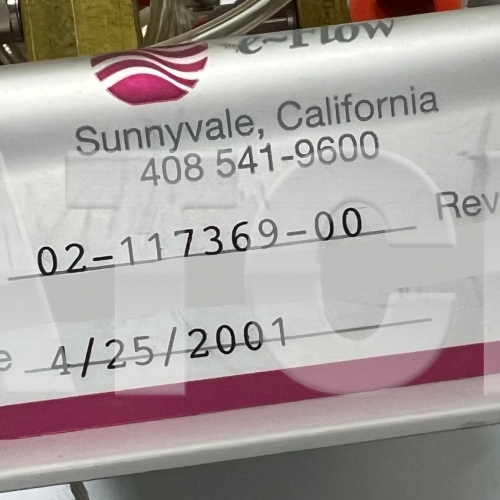 e-Flow
Sunnyvale, California
408 541-9600
02-117369-00 Rev
e 4/25/2001